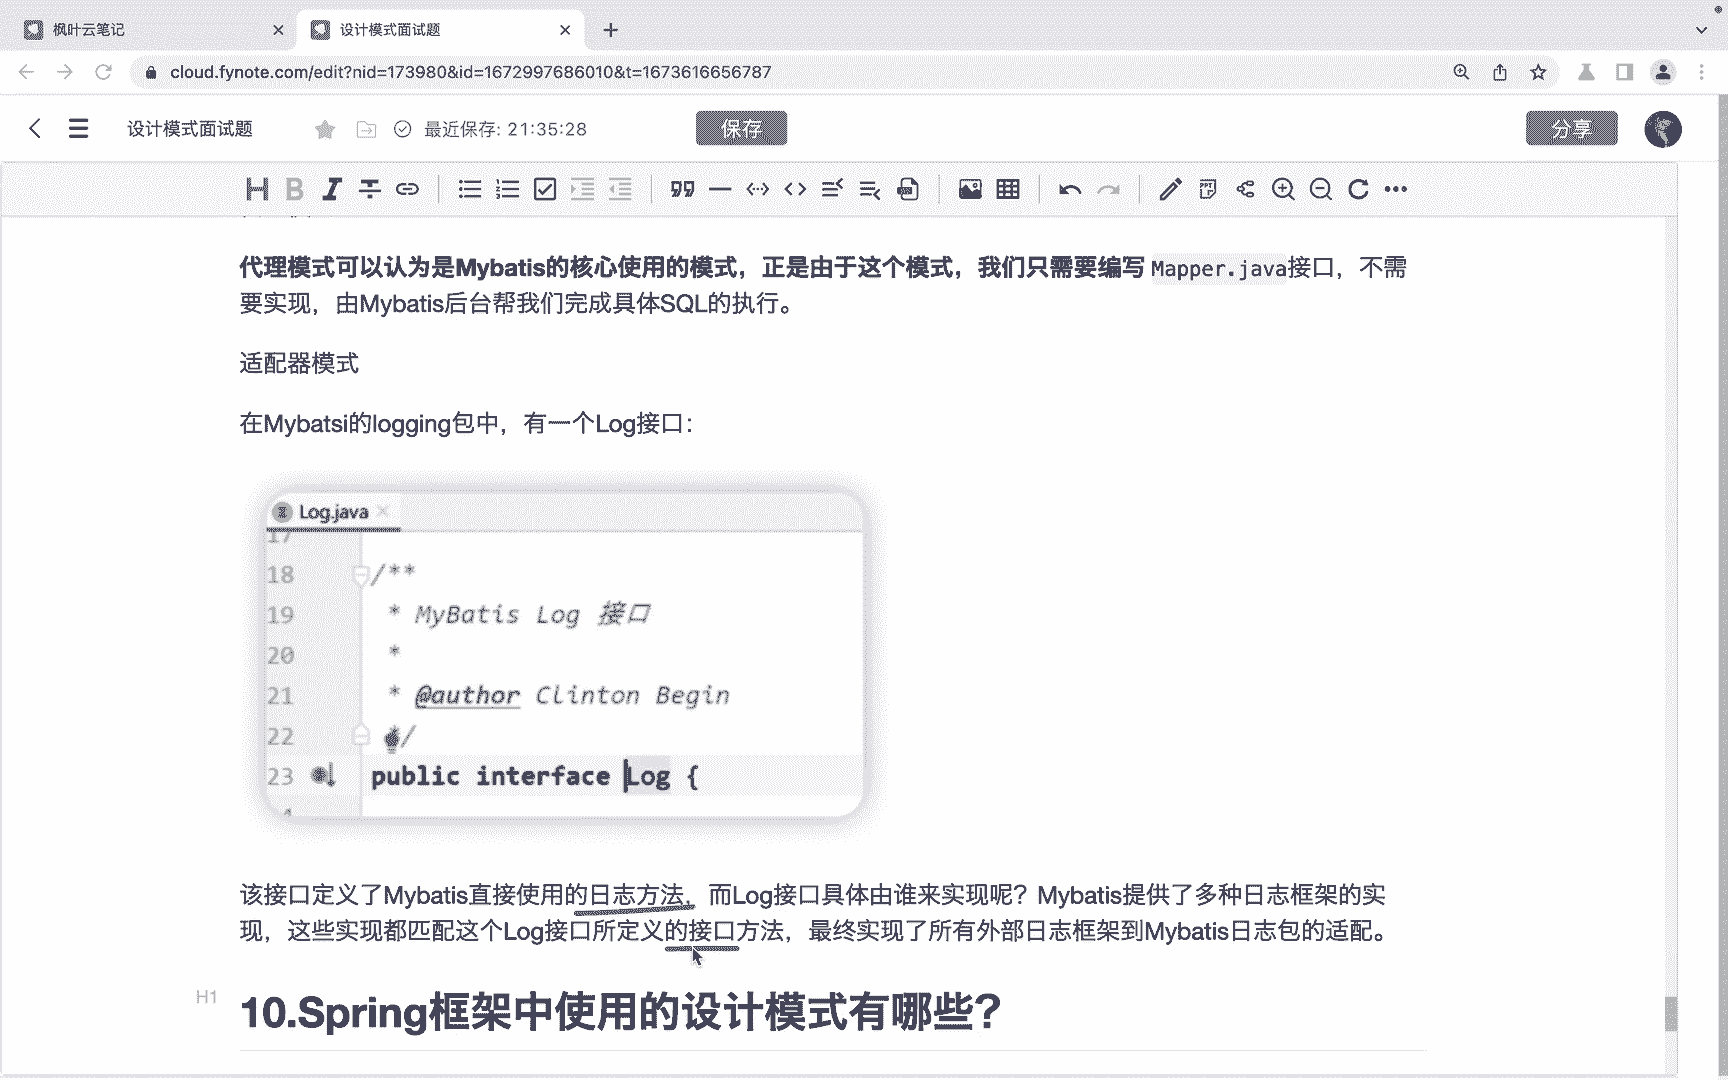 枫叶云笔记
设计模式面试题
cloud.fynote.com/edit?nid=173980&id=1672997686010&t=1673616656787
设计模式面试题
最近保存: 21:35:28
保存
分享
代理模式可以认为是Mybatis的核心使用的模式，正是由于这个模式，我们只需要编写 Mapper.java接口，不需
要实现，由Mybatis后台帮我们完成具体SQL的执行。
适配器模式
在Mybatsi的logging包中，有一个Log接口：
Log.java
17
18 /**
19 * MyBatis Log 接口
20 *
21 * @author Clinton Begin
22 */
23 public interface Log {
该接口定义了Mybatis直接使用的日志方法，而Log接口具体由谁来实现呢？Mybatis提供了多种日志框架的实
现，这些实现都匹配这个Log接口所定义的接口方法，最终实现了所有外部日志框架到Mybatis日志包的适配。
H1
10.Spring框架中使用的设计模式有哪些？